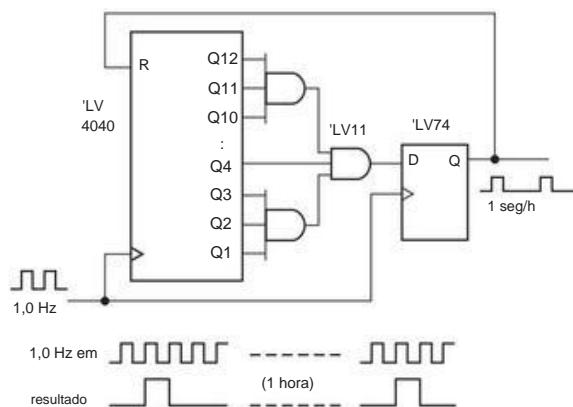 R
'LV
4040
Q12
Q11
Q10
:
Q4
Q3
Q2
Q1
'LV11
'LV74
D
Q
1 seg/h
1,0 Hz
1,0 Hz em
(1 hora)
resultado